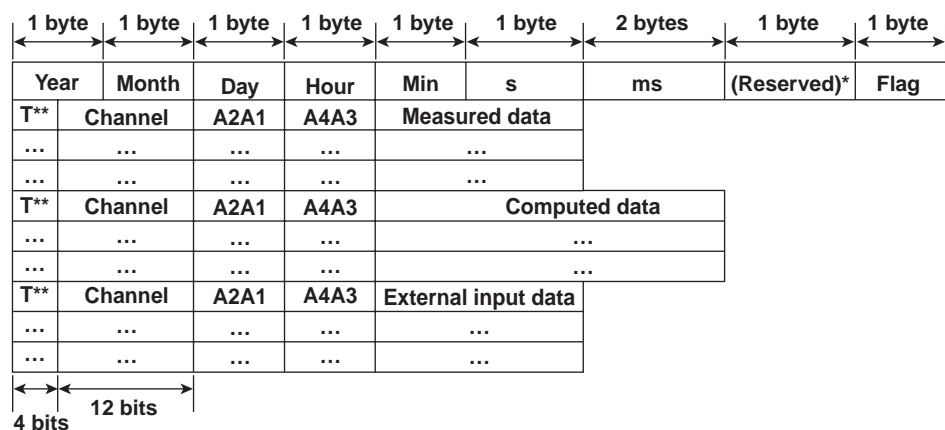 1 byte 1 byte 1 byte 1 byte 1 byte 1 byte 2 bytes 1 byte 1 byte
Year Month Day Hour Min s ms (Reserved)* Flag
T** Channel A2A1 A4A3 Measured data
... ... ... ... ...
... ... ... ... ...
T** Channel A2A1 A4A3 Computed data
... ... ... ... ...
... ... ... ... ...
T** Channel A2A1 A4A3 External input data
... ... ... ... ...
... ... ... ... ...
12 bits
4 bits